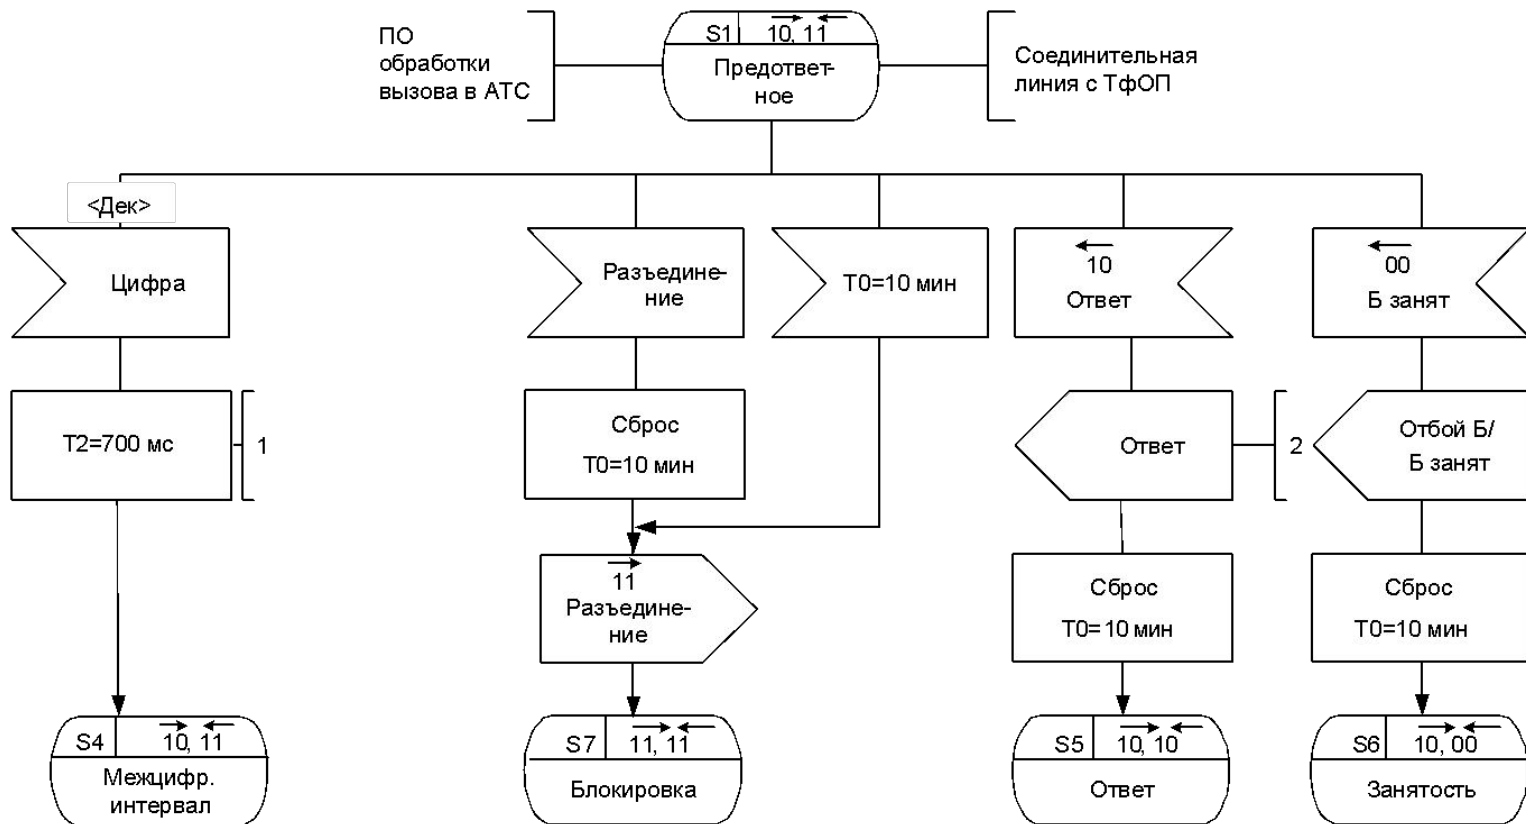 ПО
обработки
вызова в АТС
S1 10, 11
Предответ-
ное
Соединительная
линия с ТфОП
<Дек>
Цифра
Разъедине-
ние
T0=10 мин
10
Ответ
00
Б занят
T2=700 мс
1
Сброс
T0=10 мин
Ответ
2
Отбой Б/
Б занят
11
Разъедине-
ние
Сброс
T0=10 мин
Сброс
T0=10 мин
S4 10, 11
Межцифр.
интервал
S7 11, 11
Блокировка
S5 10, 10
Ответ
S6 10, 00
Занятость